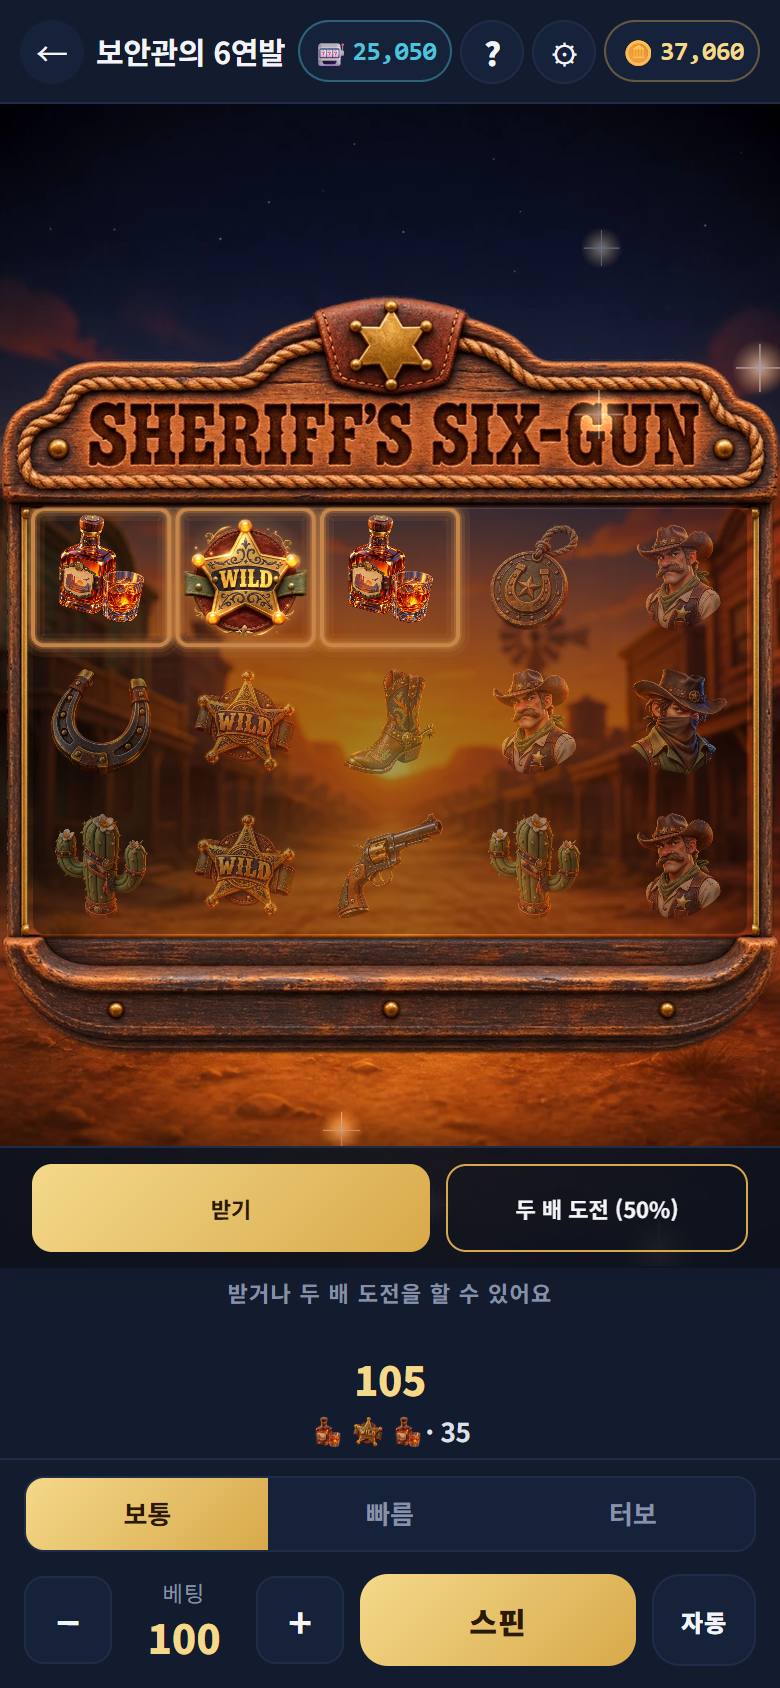 ← 보안관의 6연발 25,050 ? 37,060
SHERIFF'S SIX-GUN
WILD
WILD
WILD
받기 두 배 도전 (50%)
받거나 두 배 도전을 할 수 있어요
105
· 35
보통 빠름 터보
베팅
− 100 + 스핀 자동